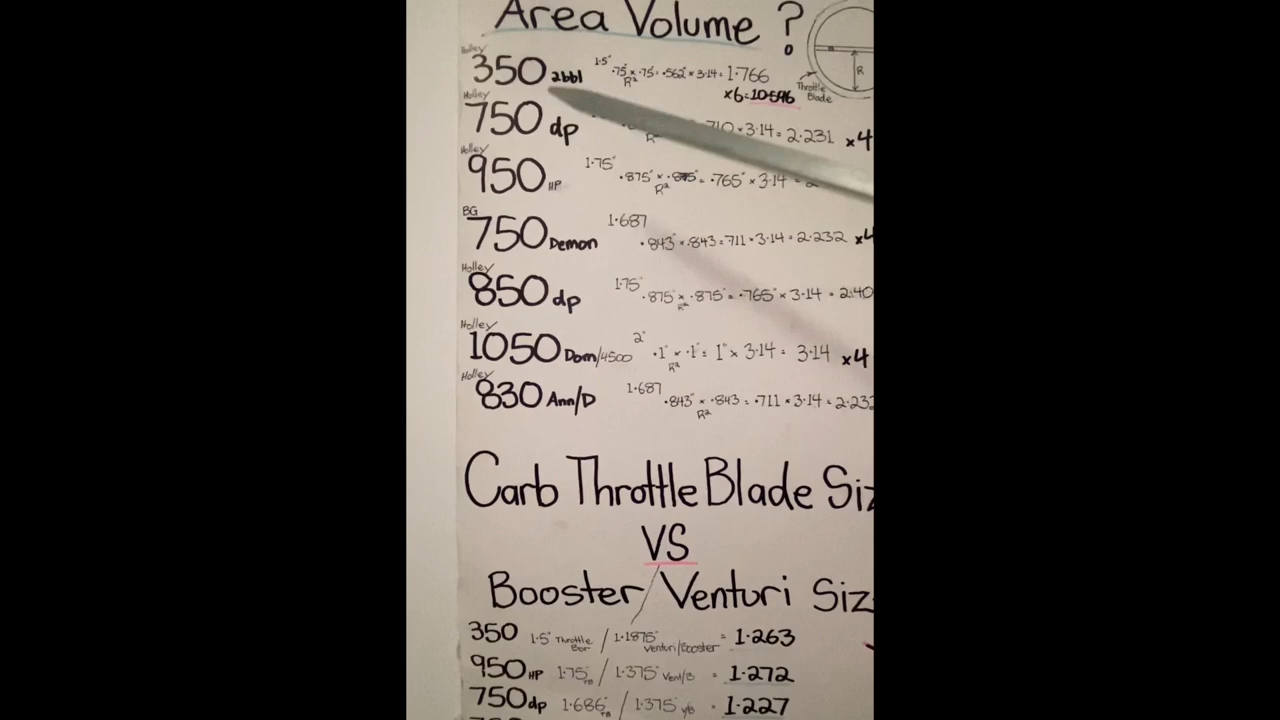 Area Volume ?
Holley
350 2bbl 1.5" .75" × .75" = .562" × 3.14 = 1.766
R²
×6 = 10.596
Throttle
Blade
R
Holley
750 dp .710 × 3.14 = 2.231 ×4
R²
Holley
950 HP 1.75" .875" × .875" = .765" × 3.14 =
R²
BG
750 Demon 1.687 .843" × .843 = 711 × 3.14 = 2.232 ×4
Holley
850 dp 1.75" .875" × .875" = .765" × 3.14 = 2.40
R²
Holley
1050 Dom/4500 2" .1" × .1" = 1" × 3.14 = 3.14 ×4
R²
Holley
830 Ann/D 1.687 .843" × .843 = .711 × 3.14 = 2.232
R²
Carb Throttle Blade Siz
VS
Booster/Venturi Siz
350 1.5" Throttle Bor / 1.1875" Venturi/Booster = 1.263
950 HP 1.75" TB / 1.375" Vent/B = 1.272
750 dp 1.686" TB / 1.375" v/B = 1.227